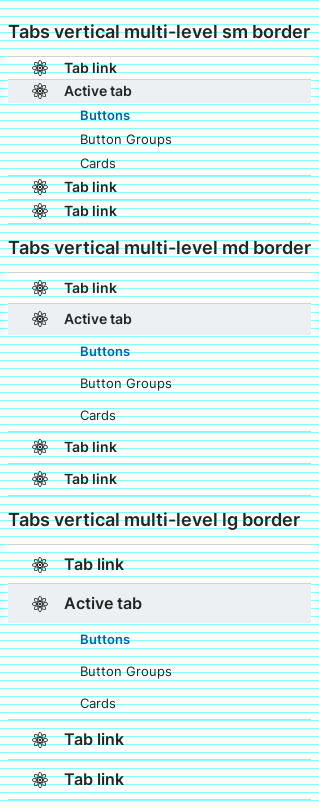 Tabs vertical multi-level sm border
Tab link
Active tab
Buttons
Button Groups
Cards
Tab link
Tab link
Tabs vertical multi-level md border
Tab link
Active tab
Buttons
Button Groups
Cards
Tab link
Tab link
Tabs vertical multi-level lg border
Tab link
Active tab
Buttons
Button Groups
Cards
Tab link
Tab link